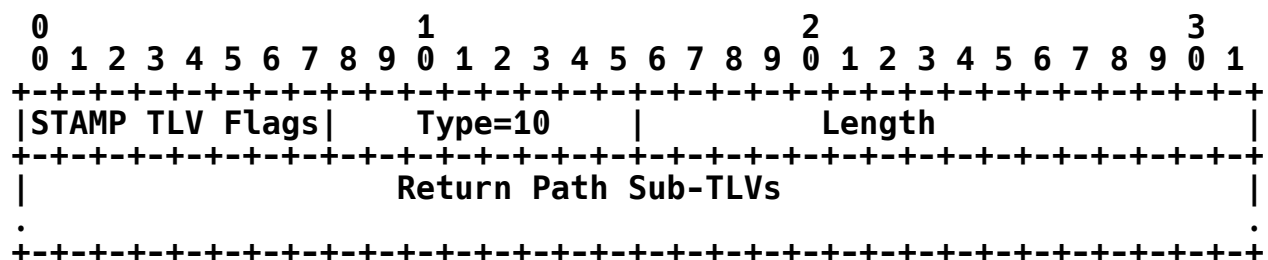 0                   1                   2                   3
 0 1 2 3 4 5 6 7 8 9 0 1 2 3 4 5 6 7 8 9 0 1 2 3 4 5 6 7 8 9 0 1
+-+-+-+-+-+-+-+-+-+-+-+-+-+-+-+-+-+-+-+-+-+-+-+-+-+-+-+-+-+-+-+-+
|STAMP TLV Flags|    Type=10    |         Length                |
+-+-+-+-+-+-+-+-+-+-+-+-+-+-+-+-+-+-+-+-+-+-+-+-+-+-+-+-+-+-+-+-+
|                   Return Path Sub-TLVs                        |
.                                                               .
+-+-+-+-+-+-+-+-+-+-+-+-+-+-+-+-+-+-+-+-+-+-+-+-+-+-+-+-+-+-+-+-+